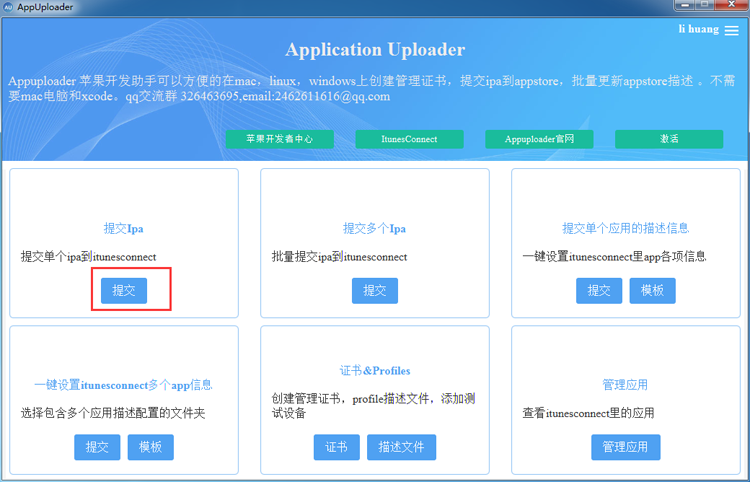 AU AppUploader
li huang
Application Uploader
Appuploader 苹果开发助手可以方便的在mac，linux，windows上创建管理证书，提交ipa到appstore，批量更新appstore描述 。不需
要mac电脑和xcode。qq交流群 326463695,email:2462611616@qq.com
苹果开发者中心 ItunesConnect Appuploader官网 激活
提交Ipa
提交单个ipa到itunesconnect
提交
提交多个Ipa
批量提交ipa到itunesconnect
提交
提交单个应用的描述信息
一键设置itunesconnect里app各项信息
提交 模板
一键设置itunesconnect多个app信息
选择包含多个应用描述配置的文件夹
提交 模板
证书&Profiles
创建管理证书，profile描述文件，添加测
试设备
证书 描述文件
管理应用
查看itunesconnect里的应用
管理应用